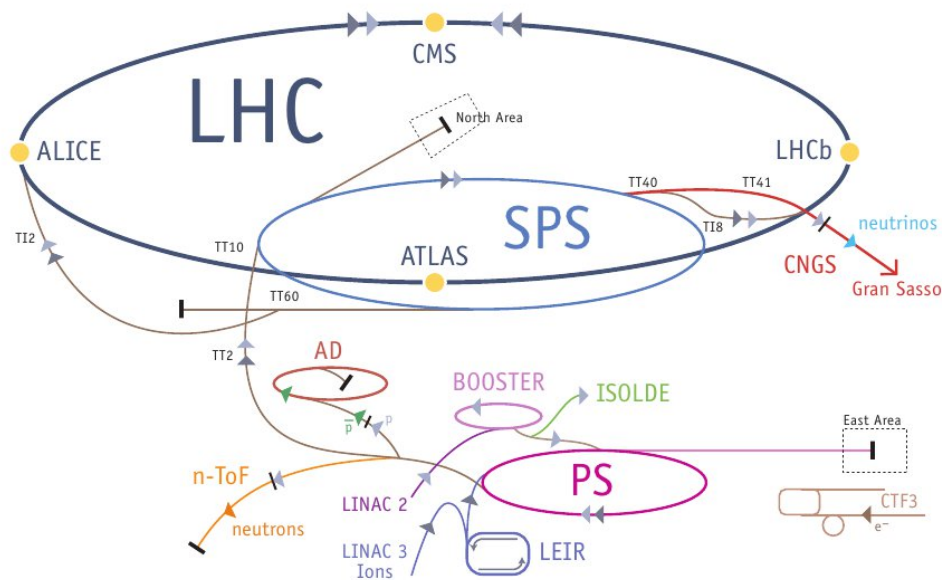 CMS
LHC
North Area
ALICE
LHCb
TT40
TT41
TI8
neutrinos
SPS
TI2
TT10
ATLAS
CNGS
Gran Sasso
TT60
TT2
AD
BOOSTER
ISOLDE
p
p̅
East Area
n-ToF
PS
LINAC 2
CTF3
neutrons
e⁻
LINAC 3
Ions
LEIR